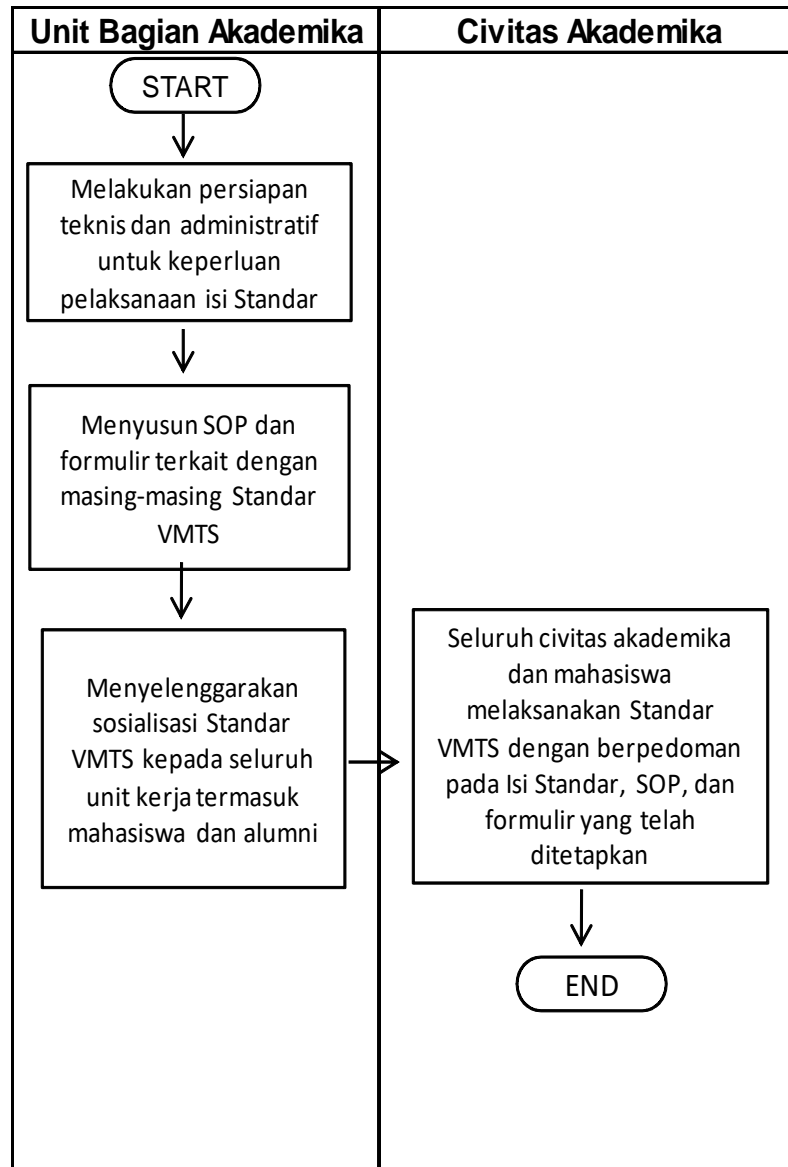 Unit Bagian Akademika
Civitas Akademika
START
Melakukan persiapan
teknis dan administratif
untuk keperluan
pelaksanaan isi Standar
Menyusun SOP dan
formulir terkait dengan
masing-masing Standar
VMTS
Menyelenggarakan
sosialisasi Standar
VMTS kepada seluruh
unit kerja termasuk
mahasiswa dan alumni
Seluruh civitas akademika
dan mahasiswa
melaksanakan Standar
VMTS dengan berpedoman
pada Isi Standar, SOP, dan
formulir yang telah
ditetapkan
END